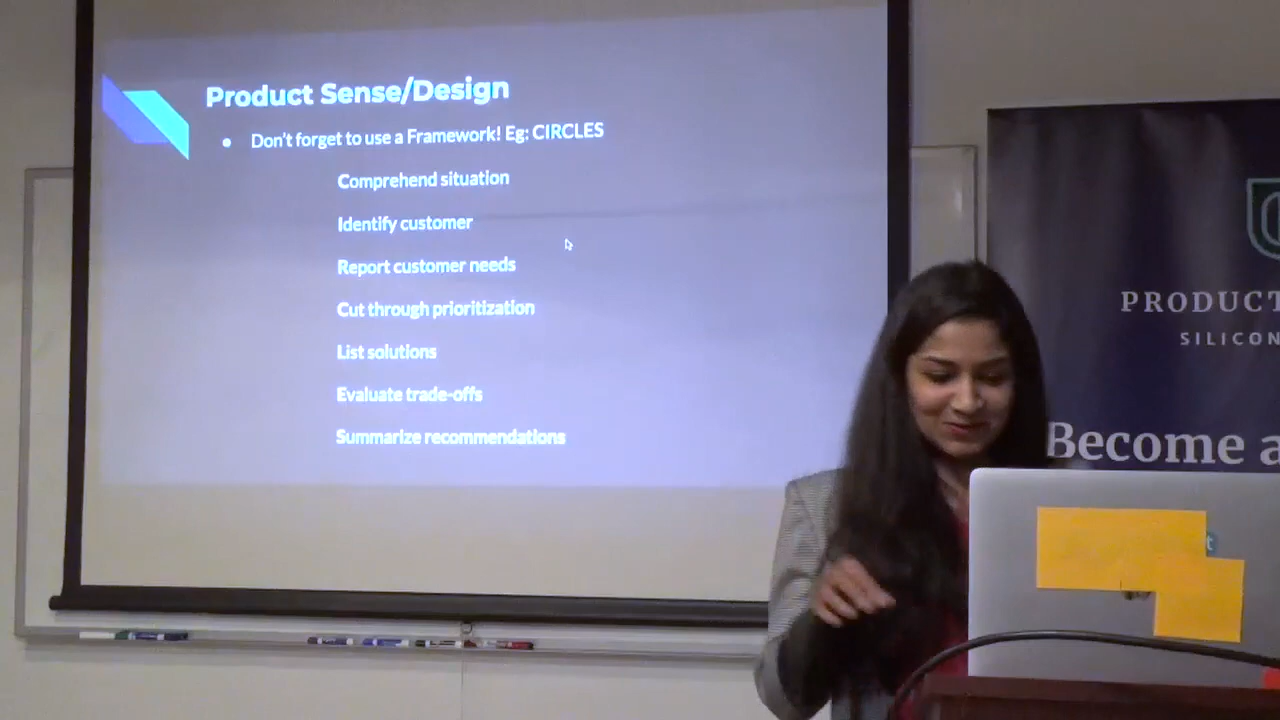 Product Sense/Design
● Don't forget to use a Framework! Eg: CIRCLES
Comprehend situation
Identify customer
Report customer needs
Cut through prioritization
List solutions
Evaluate trade-offs
Summarize recommendations
PRODUCT
SILICON
Become a
t